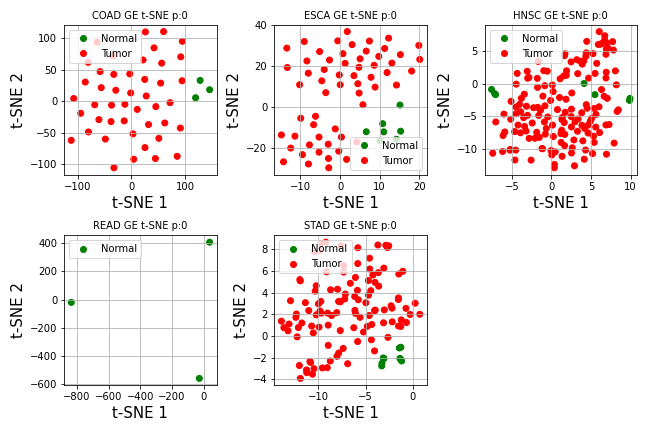 COAD GE t-SNE p:0
ESCA GE t-SNE p:0
HNSC GE t-SNE p:0
t-SNE 2
100
50
0
−50
−100
−100
0
100
t-SNE 1
Normal
Tumor
t-SNE 2
40
20
0
−20
−10
0
10
20
t-SNE 1
Normal
Tumor
t-SNE 2
5
0
−5
−10
−5
0
5
10
t-SNE 1
Normal
Tumor
READ GE t-SNE p:0
STAD GE t-SNE p:0
t-SNE 2
400
200
0
−200
−400
−600
−800
−600
−400
−200
0
t-SNE 1
Normal
t-SNE 2
8
6
4
2
0
−2
−4
−10
−5
0
t-SNE 1
Normal
Tumor